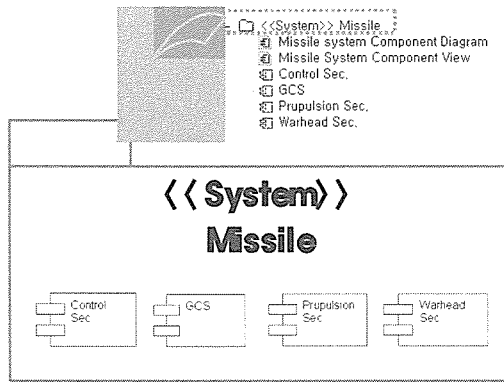 <<System>> Missile
Missile system Component Diagram
Missile System Component View
Control Sec.
GCS
Prupulsion Sec.
Warhead Sec.
<<System>>
Missile
Control
Sec
GCS
Prupulsion
Sec
Warhead
Sec